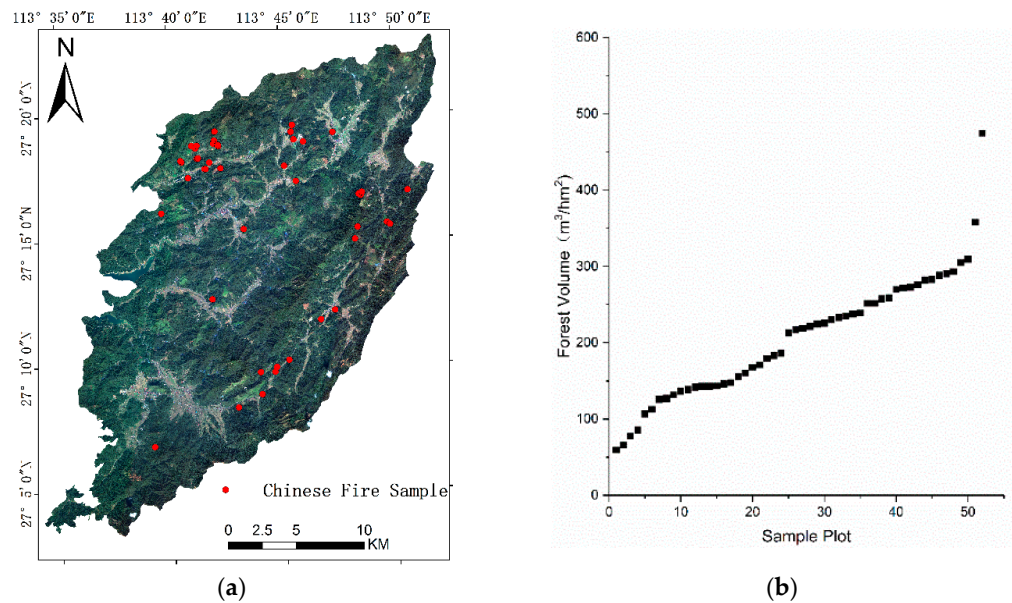 113° 35′0″E 113° 40′0″E 113° 45′0″E 113° 50′0″E
N
27° 20′0″N
27° 15′0″N
27° 10′0″N
27° 5′0″N
Chinese Fire Sample
0 2.5 5 10
KM
(a)
600
500
400
300
200
100
0
Forest Volume（m³/hm²）
0 10 20 30 40 50
Sample Plot
(b)